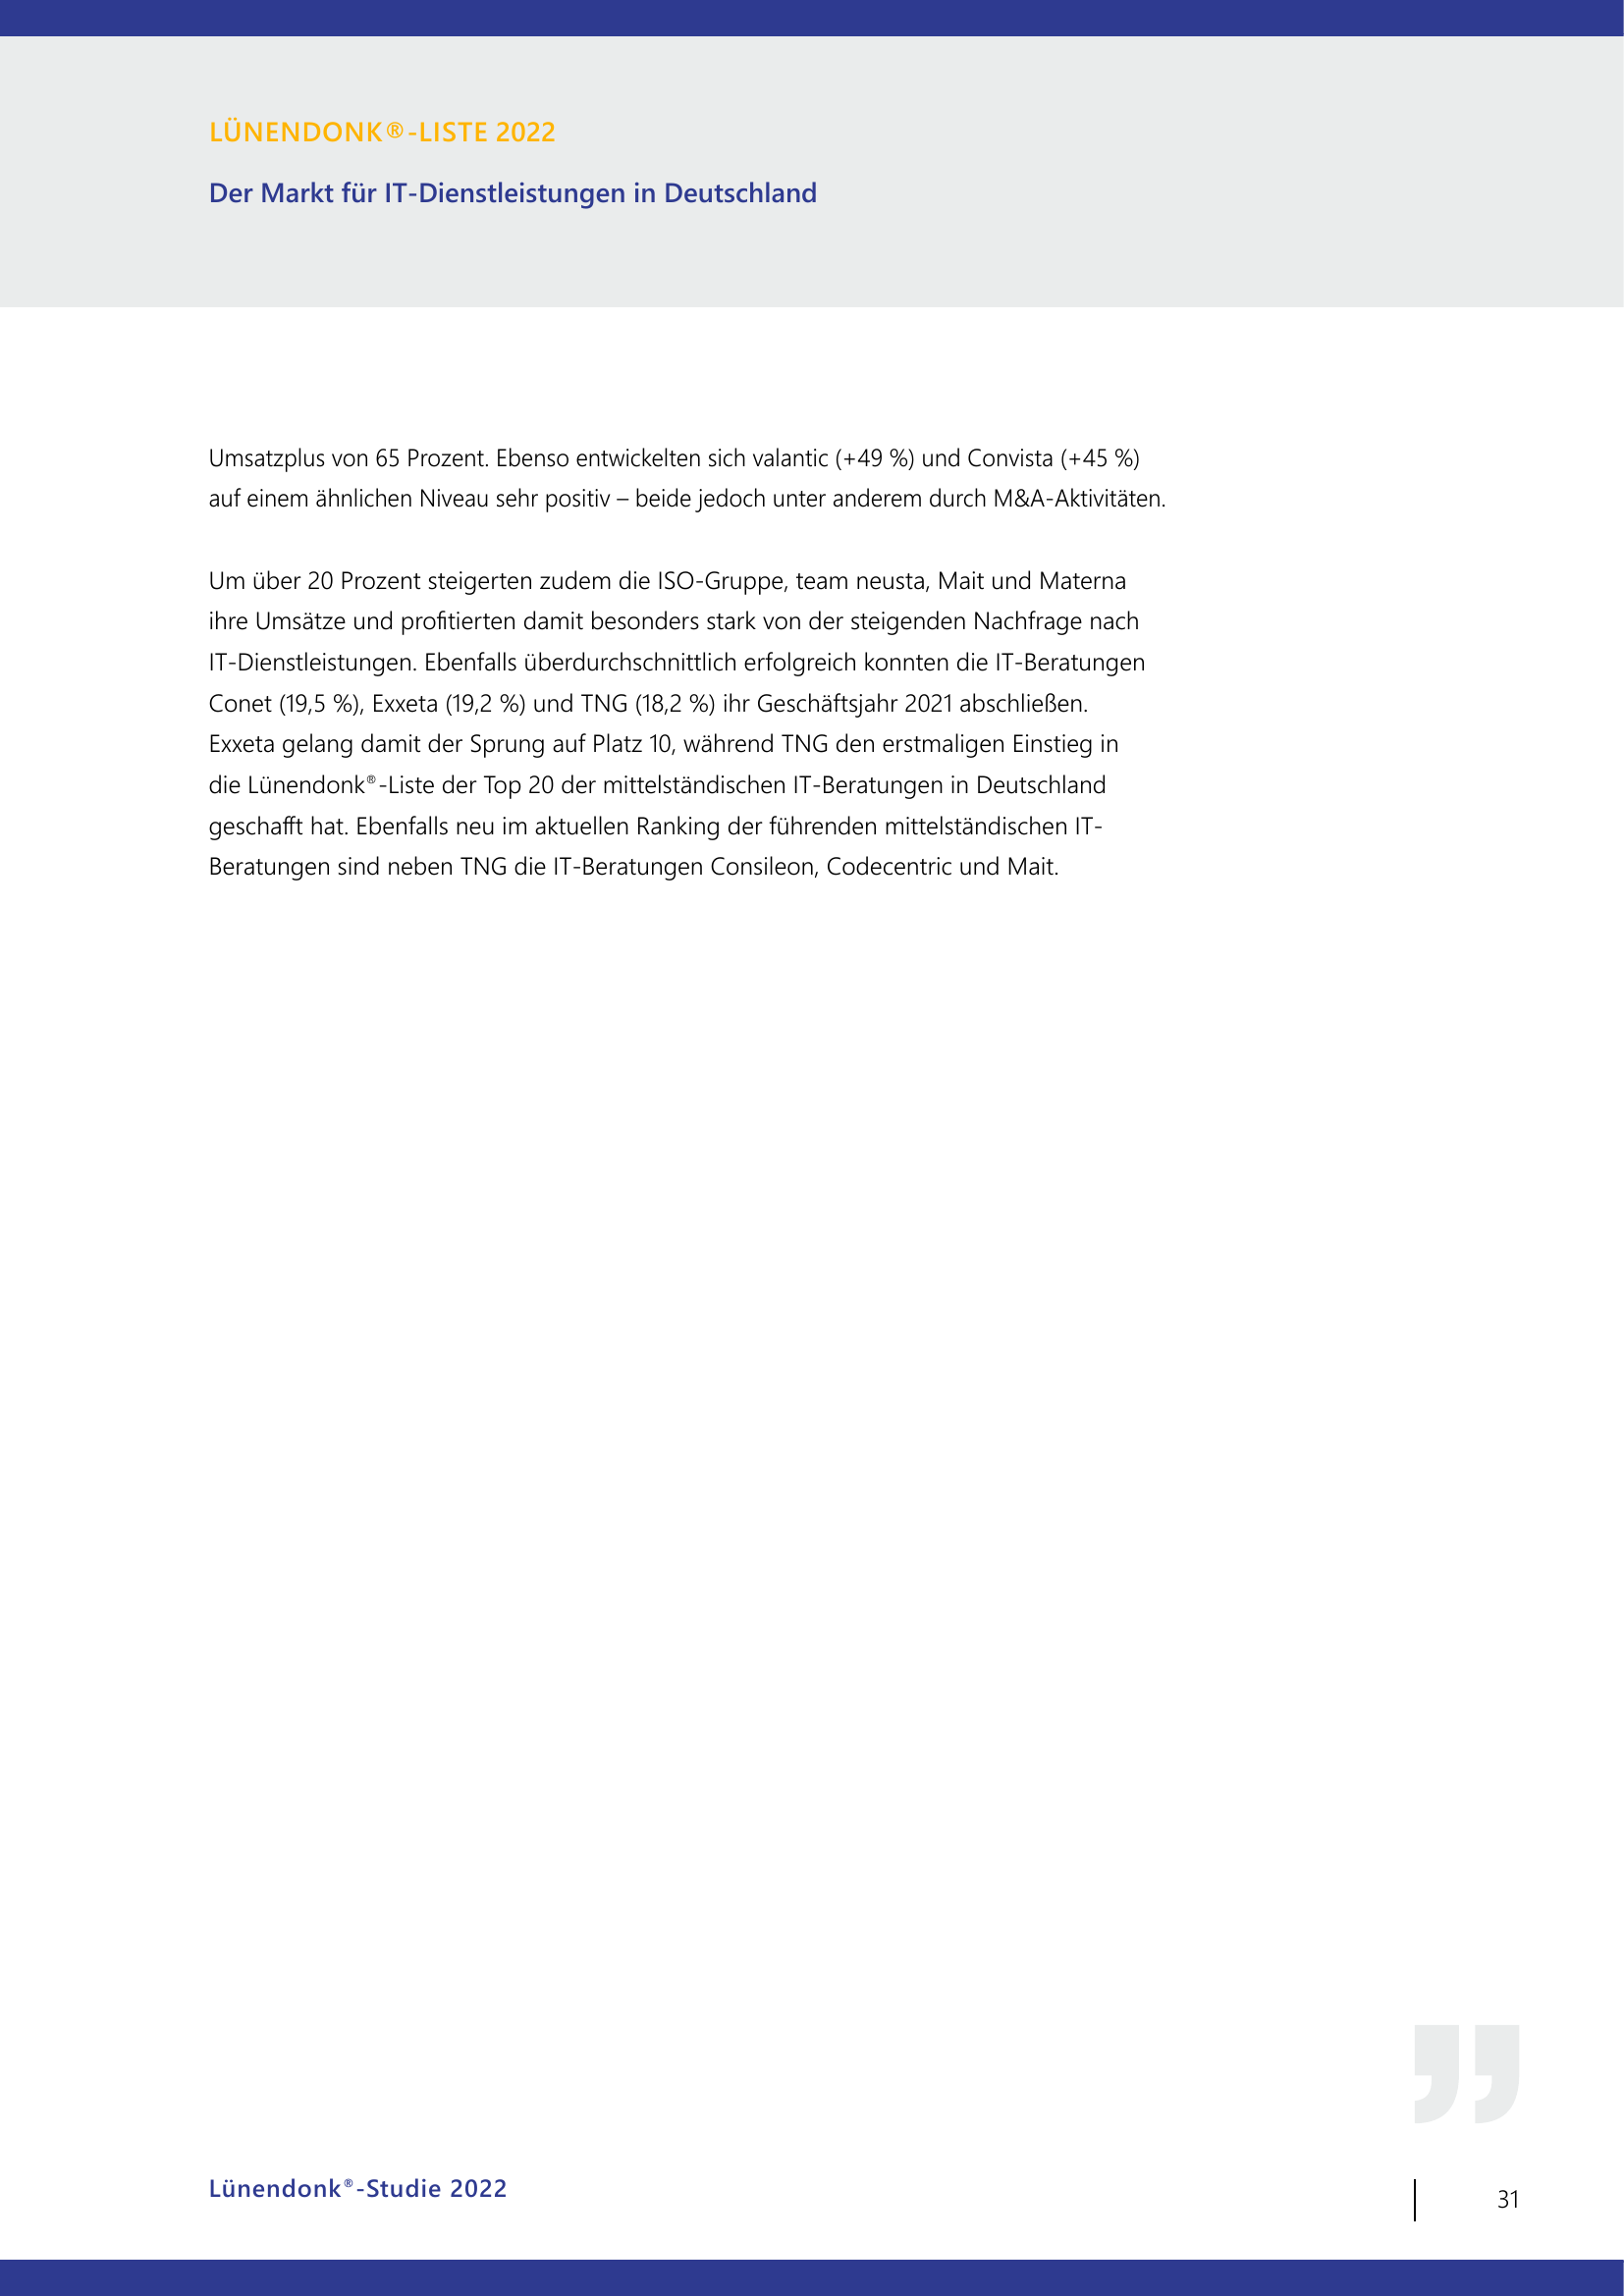 LÜNENDONK®-LISTE 2022
Der Markt für IT-Dienstleistungen in Deutschland
Umsatzplus von 65 Prozent. Ebenso entwickelten sich valantic (+49 %) und Convista (+45 %)
auf einem ähnlichen Niveau sehr positiv – beide jedoch unter anderem durch M&A-Aktivitäten.
Um über 20 Prozent steigerten zudem die ISO-Gruppe, team neusta, Mait und Materna
ihre Umsätze und profitierten damit besonders stark von der steigenden Nachfrage nach
IT-Dienstleistungen. Ebenfalls überdurchschnittlich erfolgreich konnten die IT-Beratungen
Conet (19,5 %), Exxeta (19,2 %) und TNG (18,2 %) ihr Geschäftsjahr 2021 abschließen.
Exxeta gelang damit der Sprung auf Platz 10, während TNG den erstmaligen Einstieg in
die Lünendonk®-Liste der Top 20 der mittelständischen IT-Beratungen in Deutschland
geschafft hat. Ebenfalls neu im aktuellen Ranking der führenden mittelständischen IT-
Beratungen sind neben TNG die IT-Beratungen Consileon, Codecentric und Mait.
Lünendonk®-Studie 2022
31